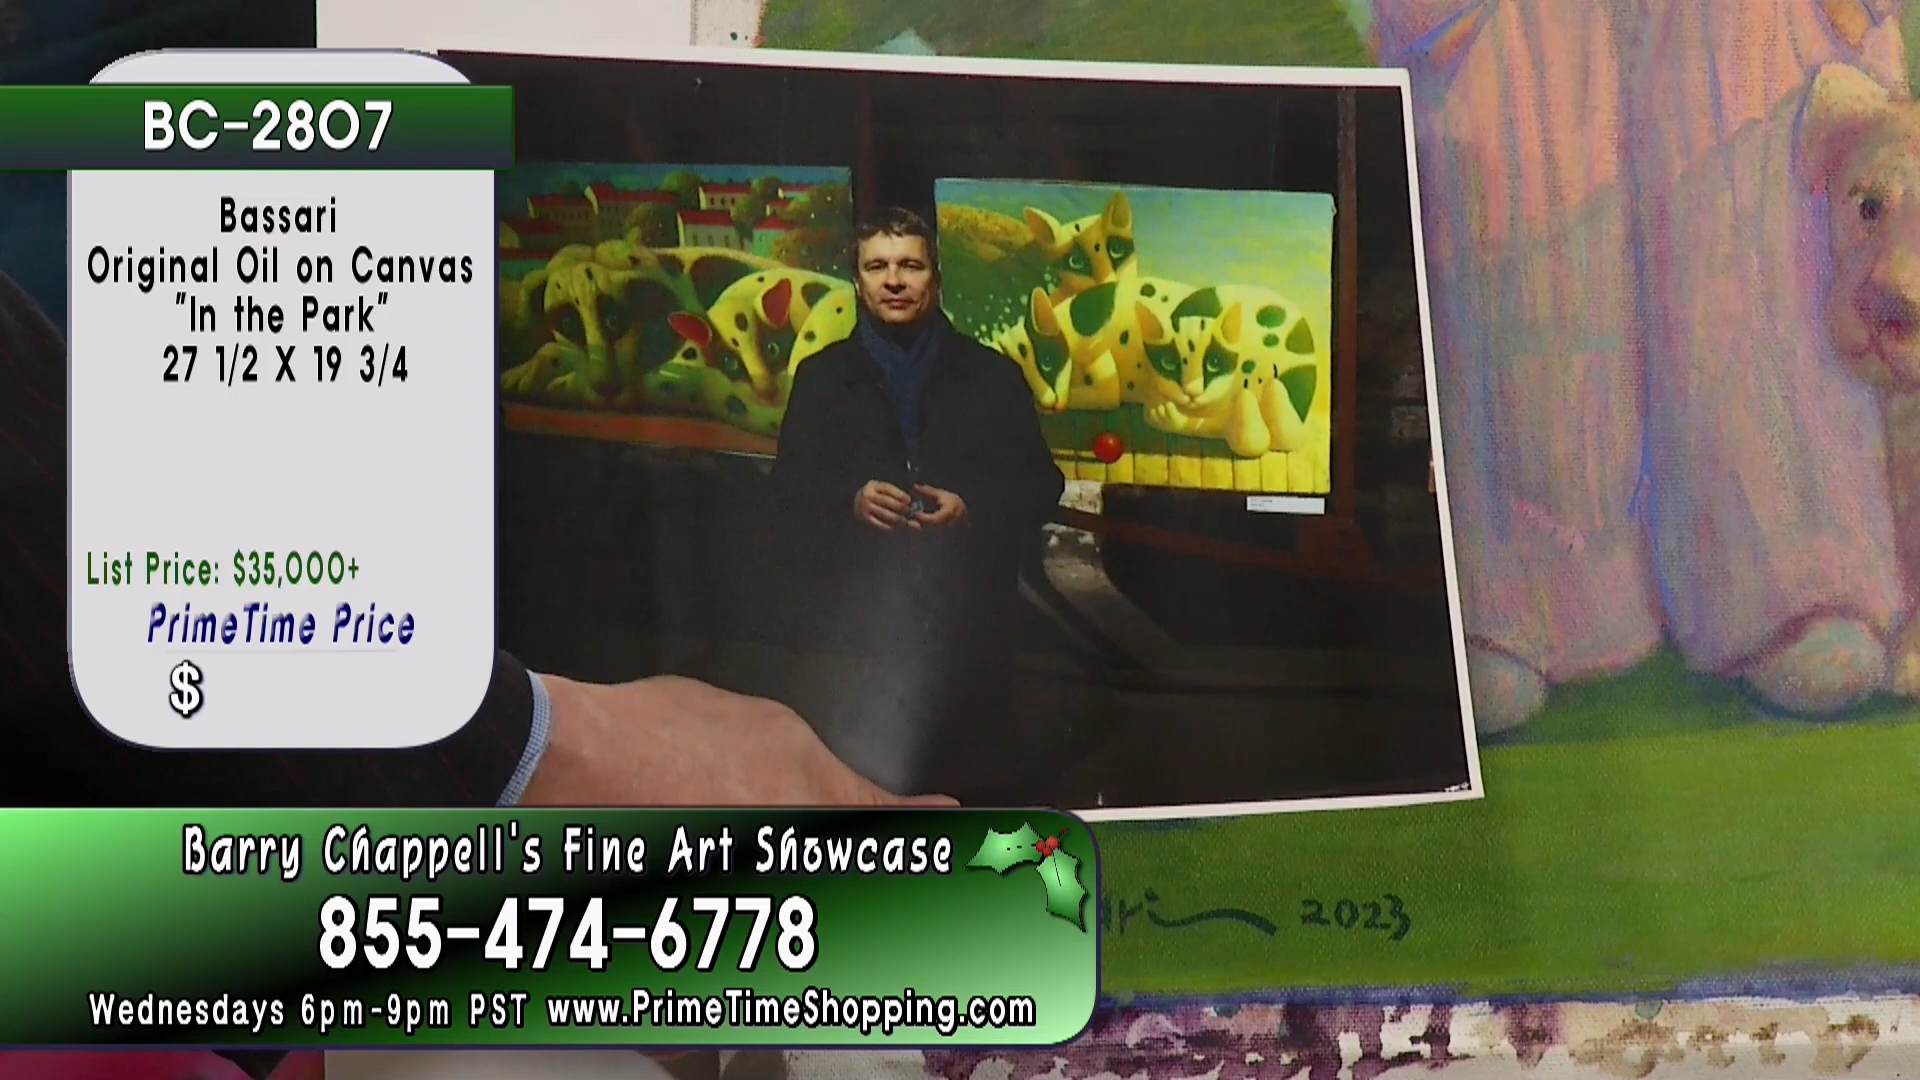 BC-2807
Bassari
Original Oil on Canvas
"In the Park"
27 1/2 X 19 3/4
List Price: $35,000+
PrimeTime Price
$
Barry Chappell's Fine Art Showcase
855-474-6778
Wednesdays 6pm-9pm PST www.PrimeTimeShopping.com
2023